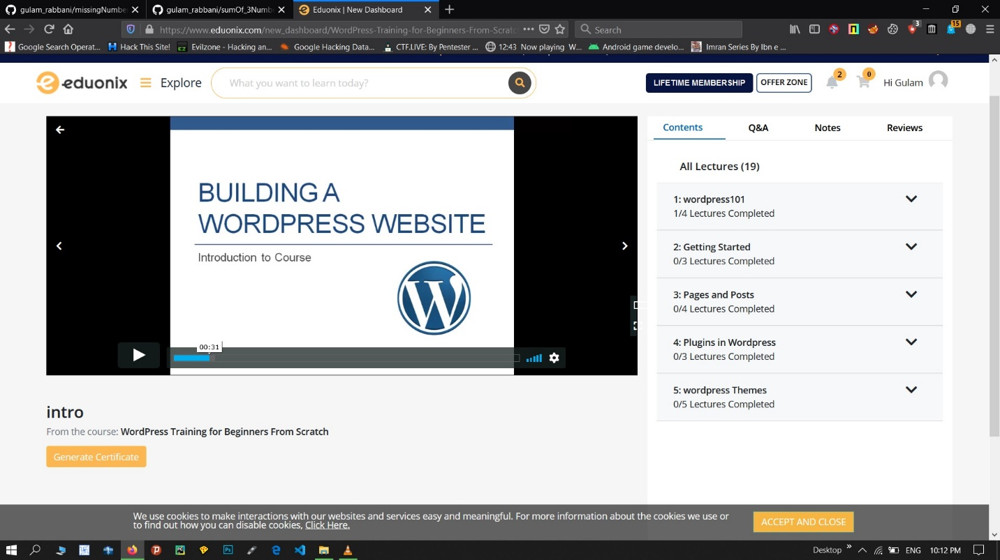 gulam_rabbani/missingNumbe
gulam_rabbani/sumOf_3Numb
Eduonix | New Dashboard
https://www.eduonix.com/new_dashboard/WordPress-Training-for-Beginners-From-Scratc
Search
3
15
Google Search Operat...
Hack This Site!
Evilzone - Hacking an...
Google Hacking Data...
CTF.LIVE: By Pentester ...
12:43 Now playing W...
Android game develo...
Imran Series By Ibn e ...
eduonix
Explore
What you want to learn today?
LIFETIME MEMBERSHIP
OFFER ZONE
2
0
Hi Gulam
BUILDING A
WORDPRESS WEBSITE
Introduction to Course
00:31
intro
From the course: WordPress Training for Beginners From Scratch
Generate Certificate
Contents
Q&A
Notes
Reviews
All Lectures (19)
1: wordpress101
1/4 Lectures Completed
2: Getting Started
0/3 Lectures Completed
3: Pages and Posts
0/4 Lectures Completed
4: Plugins in Wordpress
0/3 Lectures Completed
5: wordpress Themes
0/5 Lectures Completed
We use cookies to make interactions with our websites and services easy and meaningful. For more information about the cookies we use or
to find out how you can disable cookies, Click Here.
ACCEPT AND CLOSE
Desktop
ENG
10:12 PM